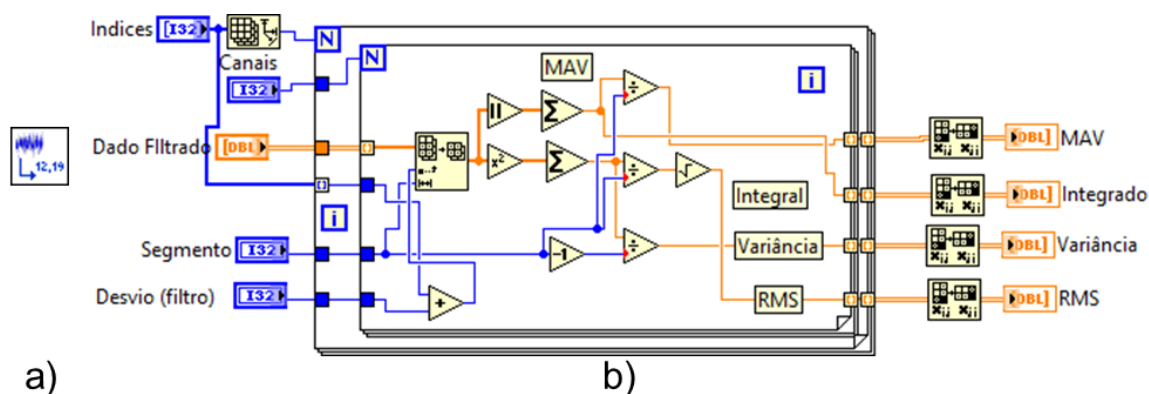 Indices
I32
N
Canais
I32
N
MAV
i
12,19
Dado FIltrado
[DBL]
x²
Σ
Σ
[DBL]
MAV
Integral
[DBL]
Integrado
i
Segmento
I32
-1
Variância
[DBL]
Variância
Desvio (filtro)
I32
+
RMS
[DBL]
RMS
a)
b)